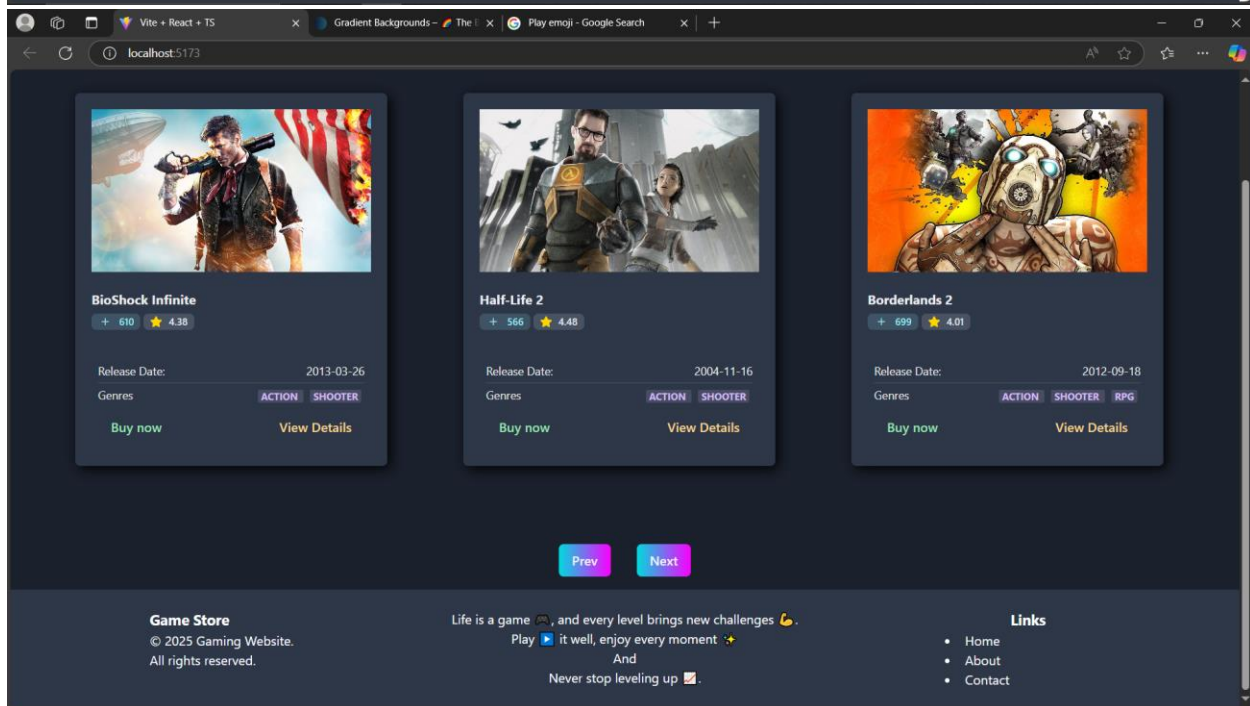 Vite + React + TS
Gradient Backgrounds – 🌈 The
Play emoji - Google Search
localhost:5173
BioShock Infinite
+ 610 ⭐ 4.38
Release Date: 2013-03-26
Genres ACTION SHOOTER
Buy now View Details
Half-Life 2
+ 566 ⭐ 4.48
Release Date: 2004-11-16
Genres ACTION SHOOTER
Buy now View Details
Borderlands 2
+ 699 ⭐ 4.01
Release Date: 2012-09-18
Genres ACTION SHOOTER RPG
Buy now View Details
Prev Next
Game Store
© 2025 Gaming Website.
All rights reserved.
Life is a game 🎮, and every level brings new challenges 💪.
Play ▶️ it well, enjoy every moment ✨
And
Never stop leveling up 📈.
Links
• Home
• About
• Contact